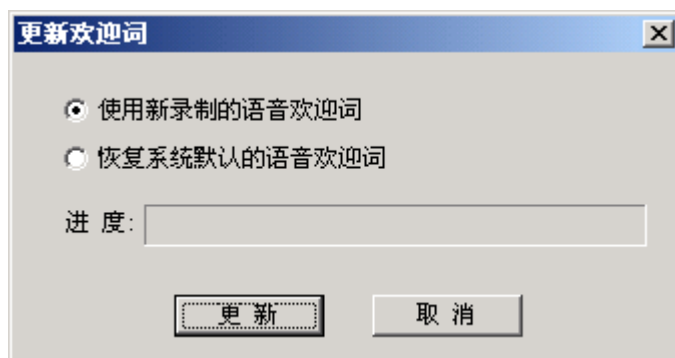 更新欢迎词
使用新录制的语音欢迎词
恢复系统默认的语音欢迎词
进 度:
更 新 取 消